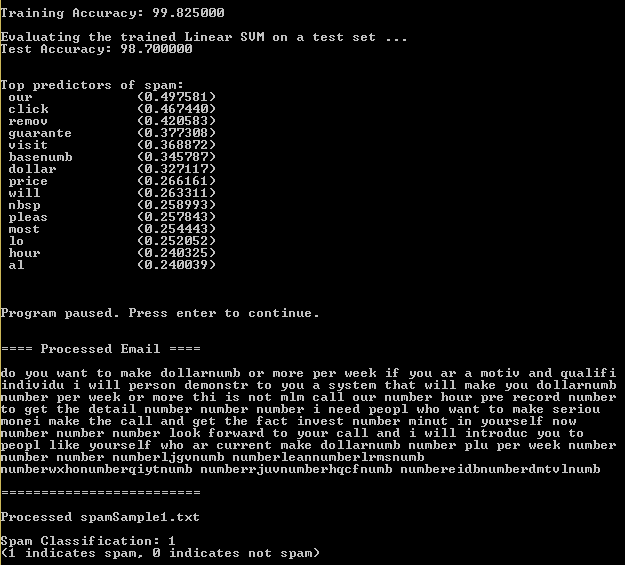 Training Accuracy: 99.825000
Evaluating the trained Linear SVM on a test set ...
Test Accuracy: 98.700000
Top predictors of spam:
our (0.497581)
click (0.467440)
remov (0.420583)
guarante (0.377308)
visit (0.368872)
basenumb (0.345787)
dollar (0.327117)
price (0.266161)
will (0.263311)
nbsp (0.258993)
pleas (0.257843)
most (0.254443)
lo (0.252052)
hour (0.240325)
al (0.240039)
Program paused. Press enter to continue.
==== Processed Email ====
do you want to make dollarnumb or more per week if you ar a motiv and qualifi
individu i will person demonstr to you a system that will make you dollarnumb
number per week or more thi is not mlm call our number hour pre record number
to get the detail number number number i need peopl who want to make seriou
monei make the call and get the fact invest number minut in yourself now
number number number look forward to your call and i will introduc you to
peopl like yourself who ar current make dollarnumb number plu per week number
number number numberljgvnumb numberleannumberlrmsnumb
numberwxhonumberqiytnumb numberrjuvnumberhqcfnumb numbereidbnumberdmtvlnumb
=========================
Processed spamSample1.txt
Spam Classification: 1
(1 indicates spam, 0 indicates not spam)